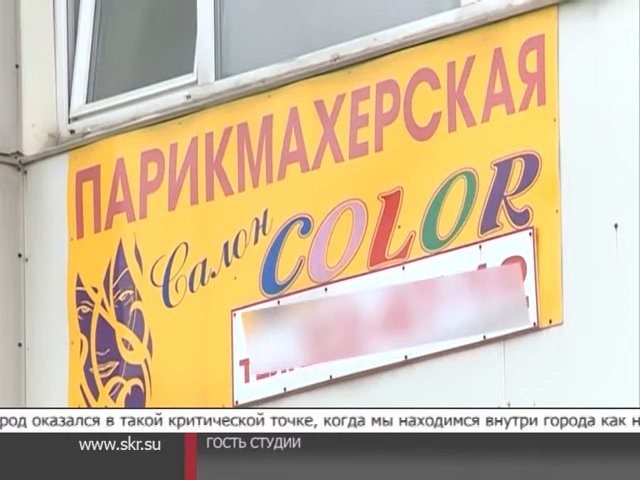 ПАРИКМАХЕРСКАЯ
Салон COLOR
род оказался в такой критической точке, когда мы находимся внутри города как н
www.skr.su
ГОСТЬ СТУДИИ